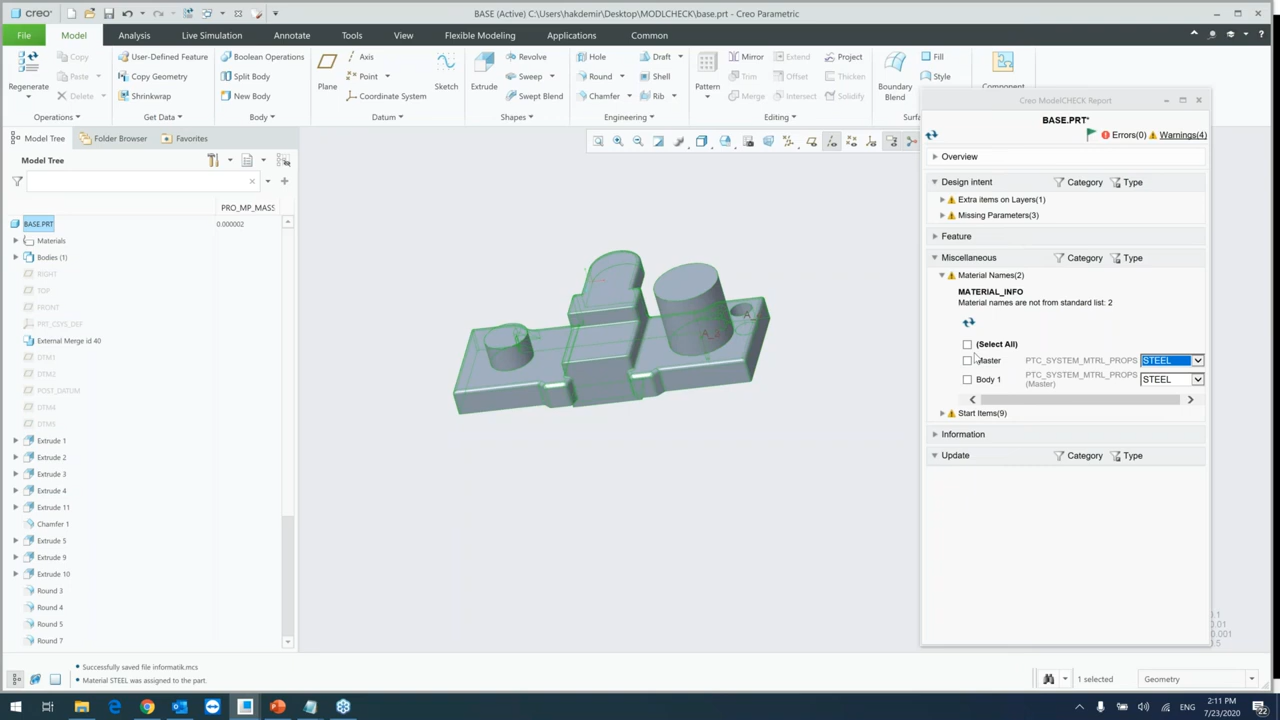 creo
BASE (Active) C:\Users\hakdemir\Desktop\MODLCHECK\base.prt - Creo Parametric
File Model Analysis Live Simulation Annotate Tools View Flexible Modeling Applications Common
Regenerate
Copy
Paste
Delete
User-Defined Feature
Copy Geometry
Shrinkwrap
Boolean Operations
Split Body
New Body
Plane
Axis
Point
Coordinate System
Sketch
Extrude
Revolve
Sweep
Swept Blend
Hole
Round
Chamfer
Draft
Shell
Rib
Pattern
Mirror
Trim
Merge
Extend
Offset
Intersect
Project
Thicken
Solidify
Boundary
Blend
Fill
Style
Component
Operations Get Data Body Datum Shapes Engineering Editing
Model Tree Folder Browser Favorites
Model Tree
PRO_MP_MASS
BASE.PRT 0.000002
Materials
Bodies (1)
RIGHT
TOP
FRONT
PRT_CSYS_DEF
External Merge id 40
DTM1
DTM2
POST_DATUM
DTM4
DTM5
Extrude 1
Extrude 2
Extrude 3
Extrude 4
Extrude 11
Chamfer 1
Extrude 5
Extrude 9
Extrude 10
Round 3
Round 4
Round 5
Round 7
Creo ModelCHECK Report
BASE.PRT*
Errors(0) Warnings(4)
Overview
Design intent Category Type
Extra items on Layers(1)
Missing Parameters(3)
Feature
Miscellaneous Category Type
Material Names(2)
MATERIAL_INFO
Material names are not from standard list: 2
(Select All)
Master PTC_SYSTEM_MTRL_PROPS STEEL
Body 1 PTC_SYSTEM_MTRL_PROPS (Master) STEEL
Start Items(9)
Information
Update Category Type
Successfully saved file informatik.mcs
Material STEEL was assigned to the part.
1 selected Geometry
ENG
2:11 PM
7/23/2020
22